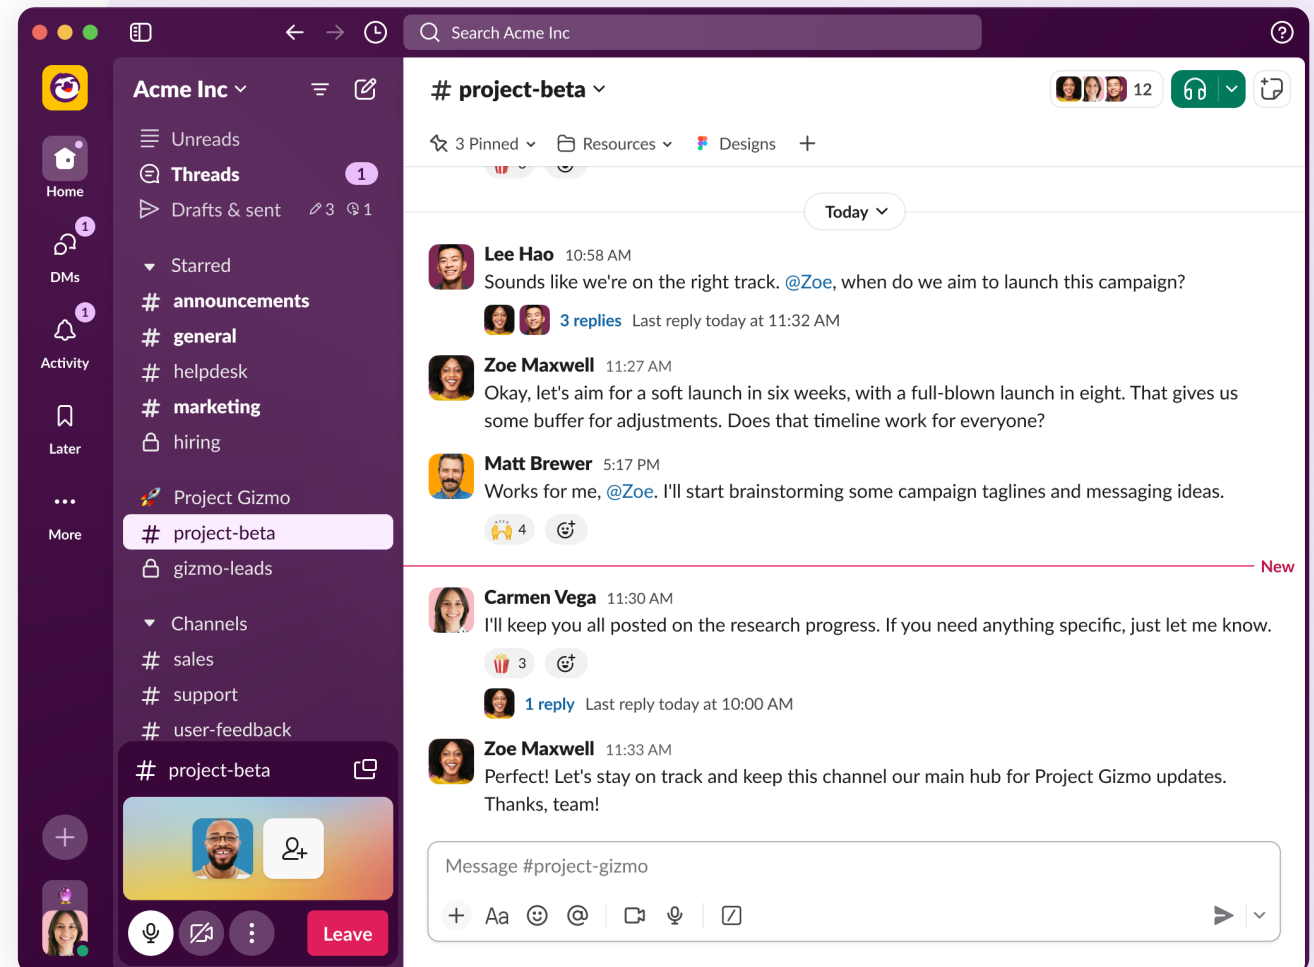 Search Acme Inc
Acme Inc
Unreads
Threads 1
Drafts & sent 3 1
Starred
announcements
general
helpdesk
marketing
hiring
Project Gizmo
project-beta
gizmo-leads
Channels
sales
support
user-feedback
project-beta
Leave
Home
1
DMs
1
Activity
Later
More
# project-beta
12
3 Pinned
Resources
Designs
Today
Lee Hao 10:58 AM
Sounds like we're on the right track. @Zoe, when do we aim to launch this campaign?
3 replies Last reply today at 11:32 AM
Zoe Maxwell 11:27 AM
Okay, let's aim for a soft launch in six weeks, with a full-blown launch in eight. That gives us
some buffer for adjustments. Does that timeline work for everyone?
Matt Brewer 5:17 PM
Works for me, @Zoe. I'll start brainstorming some campaign taglines and messaging ideas.
4
New
Carmen Vega 11:30 AM
I'll keep you all posted on the research progress. If you need anything specific, just let me know.
3
1 reply Last reply today at 10:00 AM
Zoe Maxwell 11:33 AM
Perfect! Let's stay on track and keep this channel our main hub for Project Gizmo updates.
Thanks, team!
Message #project-gizmo
Aa